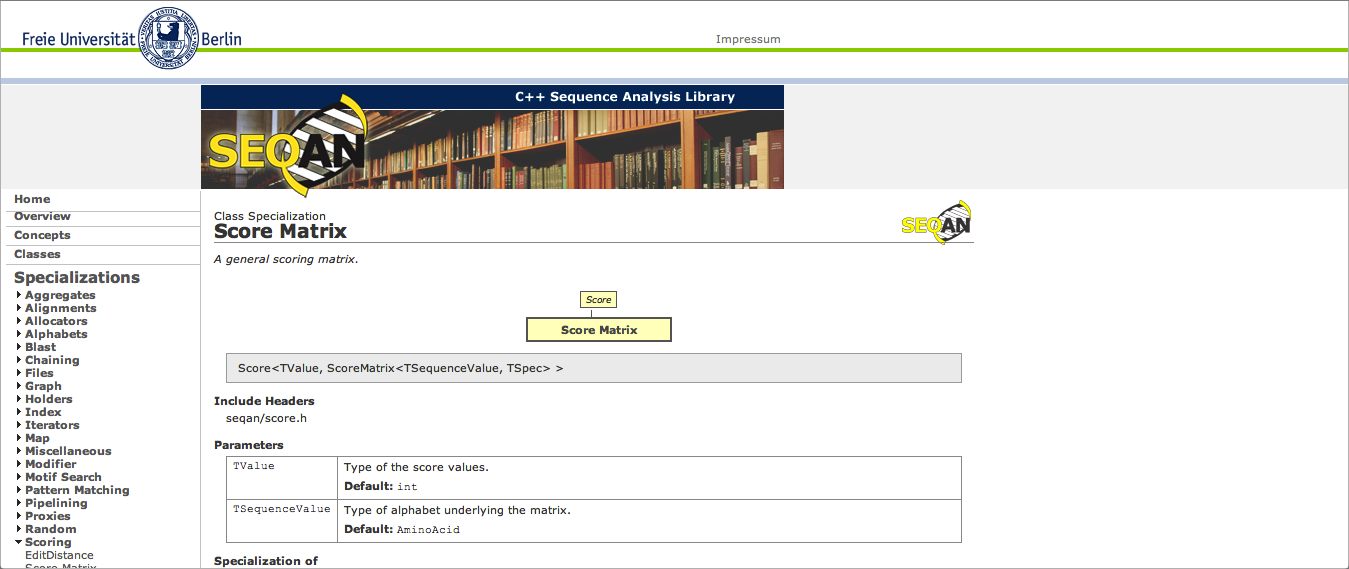 Freie Universität Berlin
Impressum
C++ Sequence Analysis Library
SEQAN
Home
Overview
Concepts
Classes
Specializations
Aggregates
Alignments
Allocators
Alphabets
Blast
Chaining
Files
Graph
Holders
Index
Iterators
Map
Miscellaneous
Modifier
Motif Search
Pattern Matching
Pipelining
Proxies
Random
Scoring
EditDistance
Score Matrix
Class Specialization
Score Matrix
SEQAN
A general scoring matrix.
Score
Score Matrix
Score<TValue, ScoreMatrix<TSequenceValue, TSpec> >
Include Headers
seqan/score.h
Parameters
TValue
Type of the score values.
Default: int
TSequenceValue
Type of alphabet underlying the matrix.
Default: AminoAcid
Specialization of